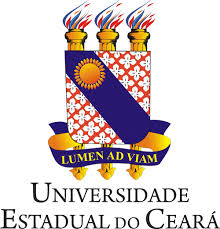 LUMEN AD VIAM
UNIVERSIDADE
ESTADUAL DO CEARÁ